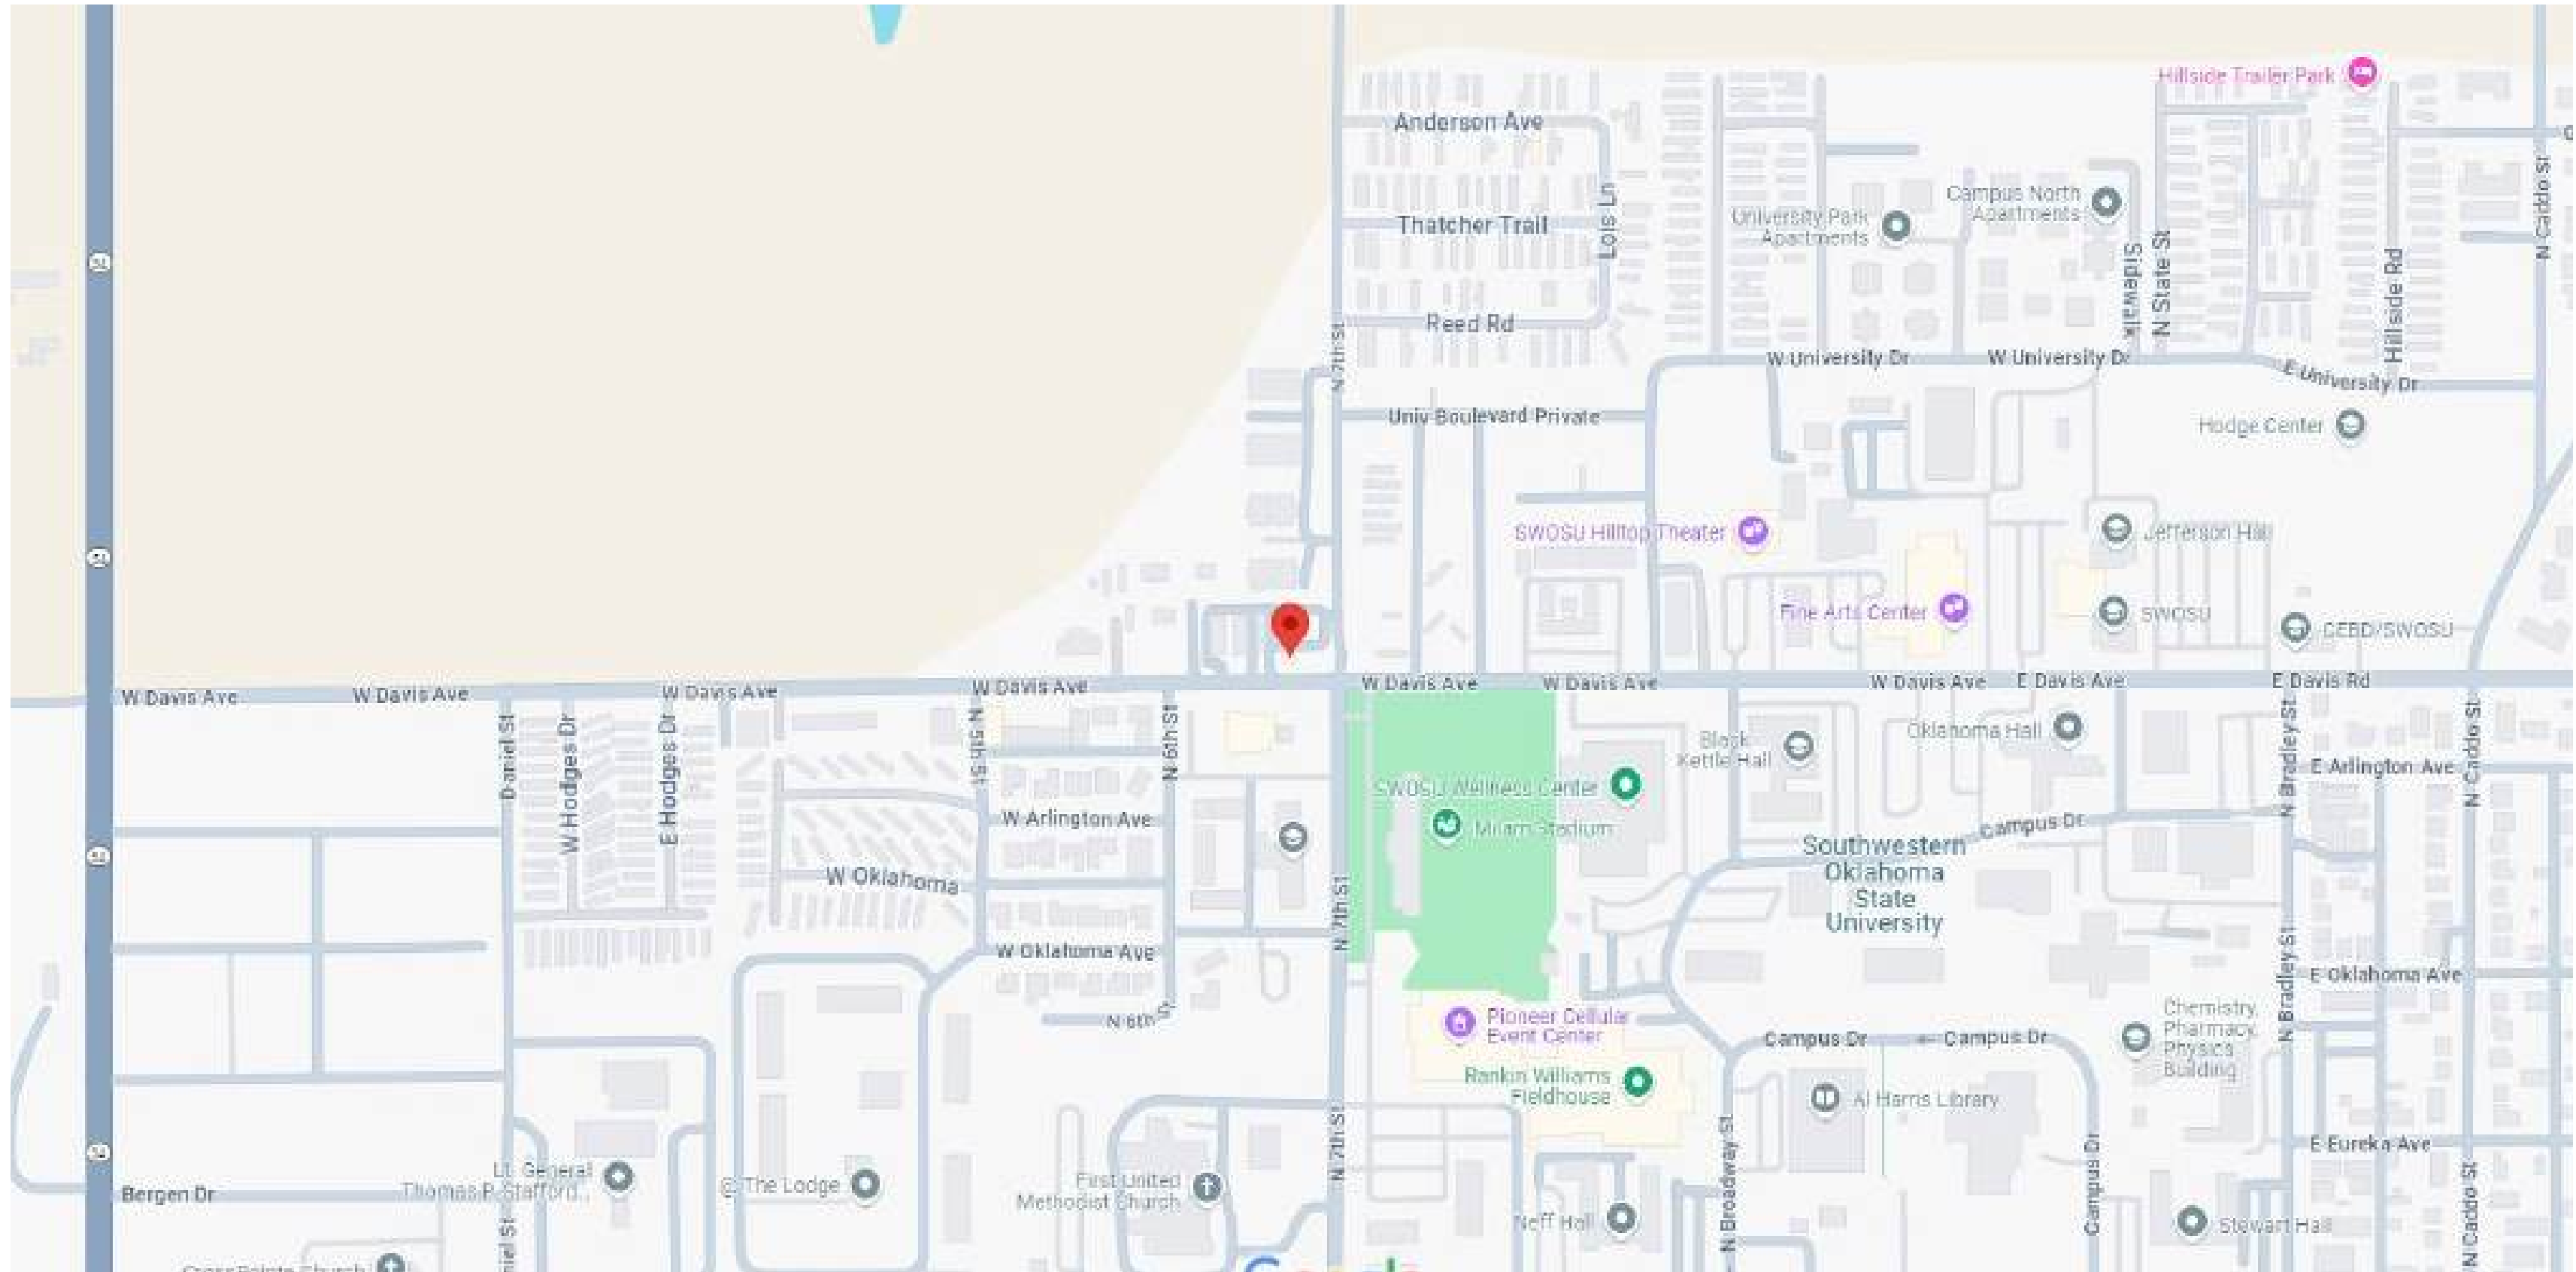 Hillside Trailer Park
Anderson Ave
N Caddo St
Campus North
Apartments
University Park
Apartments
Thatcher Trail
Lois Ln
Sidewalk
N State St
Hillside Rd
Reed Rd
N 7th St
W University Dr
W University Dr
E University Dr
Univ Boulevard Private
Hodge Center
SWOSU Hilltop Theater
Jefferson Hall
Fine Arts Center
SWOSU
CEBD/SWOSU
W Davis Ave
W Davis Ave
W Davis Ave
W Davis Ave
W Davis Ave
W Davis Ave
W Davis Ave
E Davis Ave
E Davis Rd
Daniel St
W Hodges Dr
E Hodges Dr
N 5th St
N 6th St
Black
Kettle Hall
Oklahoma Hall
N Bradley St
N Caddo St
E Arlington Ave
SWOSU Wellness Center
Milam Stadium
W Arlington Ave
Campus Dr
Southwestern
Oklahoma
State
University
W Oklahoma
N 7th St
W Oklahoma Ave
N Bradley St
E Oklahoma Ave
N 6th St
Pioneer Cellular
Event Center
Campus Dr
Campus Dr
Chemistry,
Pharmacy,
Physics
Building
Rankin Williams
Fieldhouse
Al Harris Library
N 7th St
N Broadway St
Campus Dr
E Eureka Ave
Lt. General
Thomas P. Stafford...
@ The Lodge
First United
Methodist Church
Bergen Dr
Neff Hall
Stewart Hall
N Caddo St